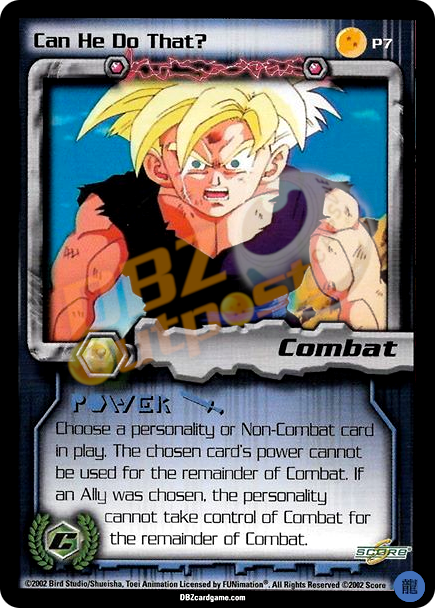 Can He Do That?
P7
DBZ
Outpost
Combat
POWER
Choose a personality or Non-Combat card
in play. The chosen card's power cannot
be used for the remainder of Combat. If
an Ally was chosen, the personality
cannot take control of Combat for
the remainder of Combat.
G
SCORE
龍
©2002 Bird Studio/Shueisha, Toei Animation Licensed by FUNimation®. All Rights Reserved ©2002 Score
DBZcardgame.com